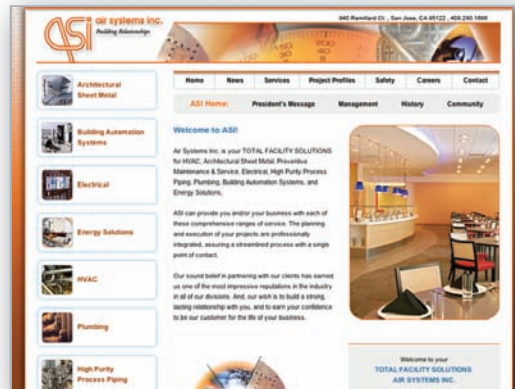 asi air systems inc.
Building Relationships
940 Remillard Ct., San Jose, CA 95122, 408.280.1666
Home News Services Project Profiles Safety Careers Contact
ASI Home: President's Message Management History Community
Architectural
Sheet Metal
Building Automation
Systems
Electrical
Energy Solutions
HVAC
Plumbing
High Purity
Process Piping
Welcome to ASI!
Air Systems Inc. is your TOTAL FACILITY SOLUTIONS
for HVAC, Architectural Sheet Metal, Preventive
Maintenance & Service, Electrical, High Purity Process
Piping, Plumbing, Building Automation Systems, and
Energy Solutions.
ASI can provide you and/or your business with each of
these comprehensive ranges of service. The planning
and execution of your projects are professionally
integrated, assuring a streamlined process with a single
point of contact.
Our sound belief in partnering with our clients has earned
us one of the most impressive reputations in the industry
in all of our divisions. And, our wish is to build a strong,
lasting relationship with you, and to earn your confidence
to be our customer for the life of your business.
Welcome to your
TOTAL FACILITY SOLUTIONS
AIR SYSTEMS INC.